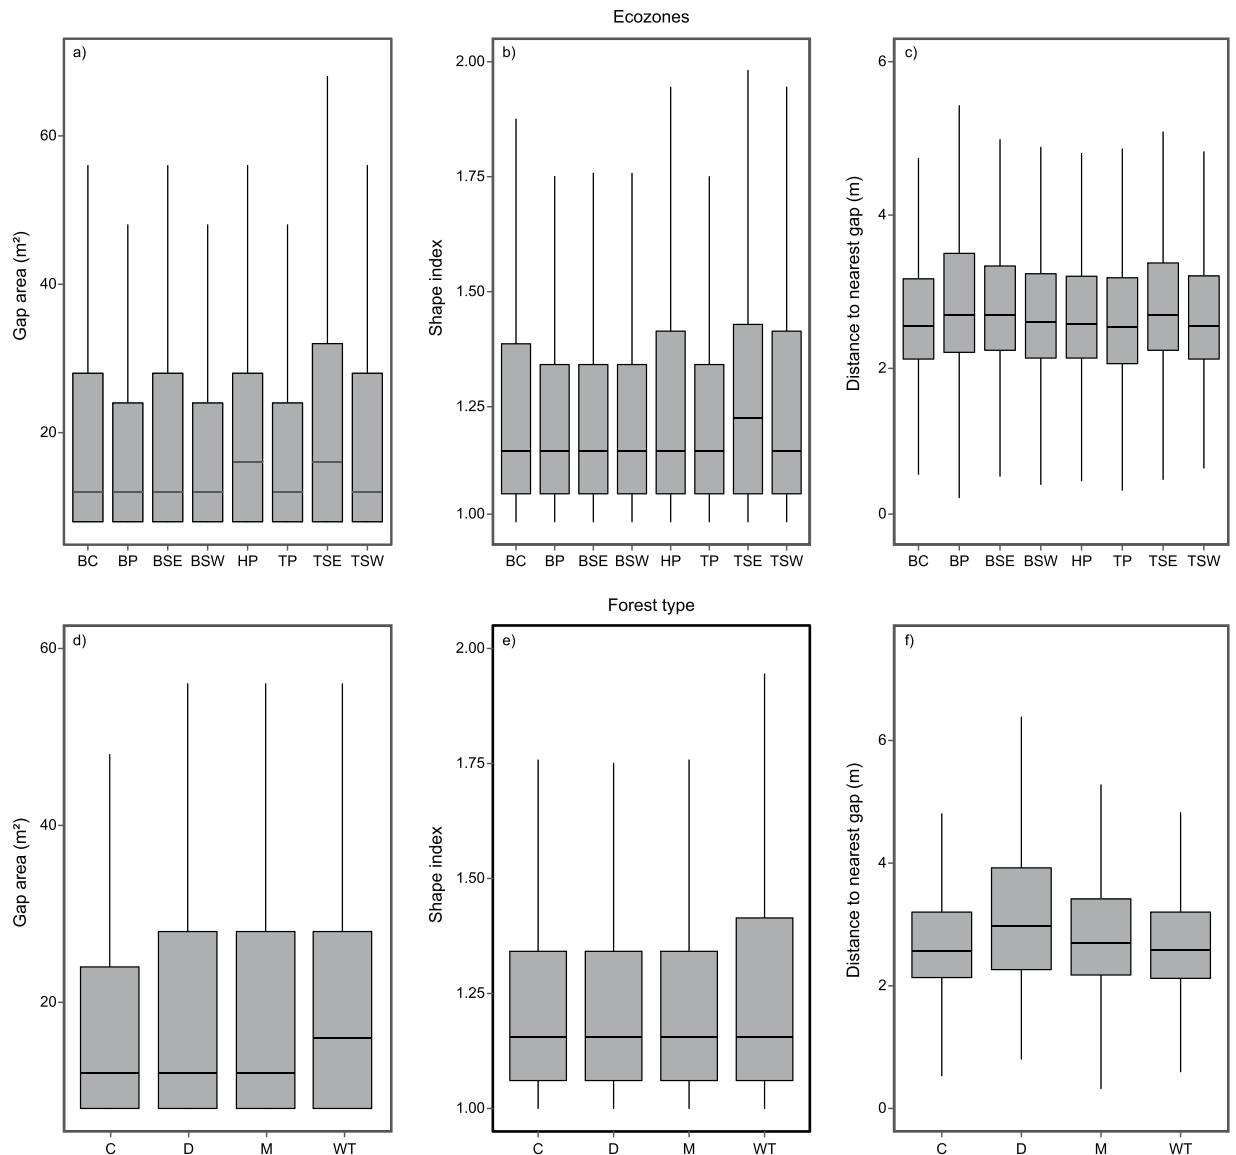 Ecozones
a)
Gap area (m²)
60
40
20
BC BP BSE BSW HP TP TSE TSW
b)
Shape index
2.00
1.75
1.50
1.25
1.00
BC BP BSE BSW HP TP TSE TSW
c)
Distance to nearest gap (m)
6
4
2
0
BC BP BSE BSW HP TP TSE TSW
Forest type
d)
Gap area (m²)
60
40
20
C D M WT
e)
Shape index
2.00
1.75
1.50
1.25
1.00
C D M WT
f)
Distance to nearest gap (m)
6
4
2
0
C D M WT